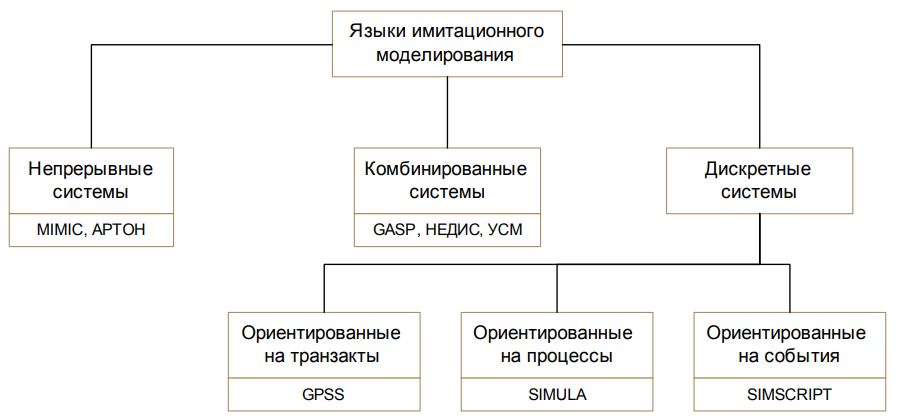 Языки имитационного
моделирования
Непрерывные
системы
MIMIC, АРТОН
Комбинированные
системы
GASP, НЕДИС, УСМ
Дискретные
системы
Ориентированные
на транзакты
GPSS
Ориентированные
на процессы
SIMULA
Ориентированные
на события
SIMSCRIPT